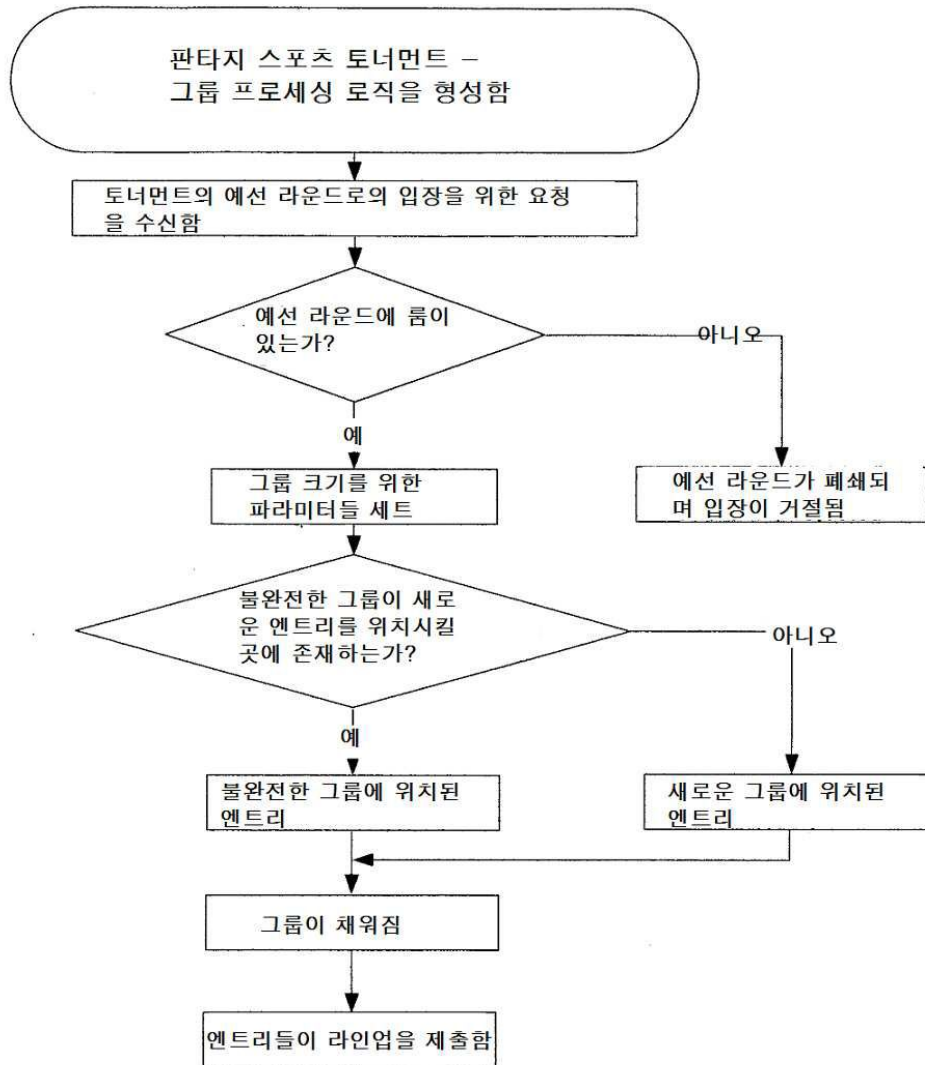 판타지 스포츠 토너먼트 –
그룹 프로세싱 로직을 형성함
토너먼트의 예선 라운드로의 입장을 위한 요청
을 수신함
예선 라운드에 룸이
있는가?
아니오
예
그룹 크기를 위한
파라미터들 세트
예선 라운드가 폐쇄되
며 입장이 거절됨
불완전한 그룹이 새로
운 엔트리를 위치시킬
곳에 존재하는가?
아니오
예
불완전한 그룹에 위치된
엔트리
새로운 그룹에 위치된
엔트리
그룹이 채워짐
엔트리들이 라인업을 제출함